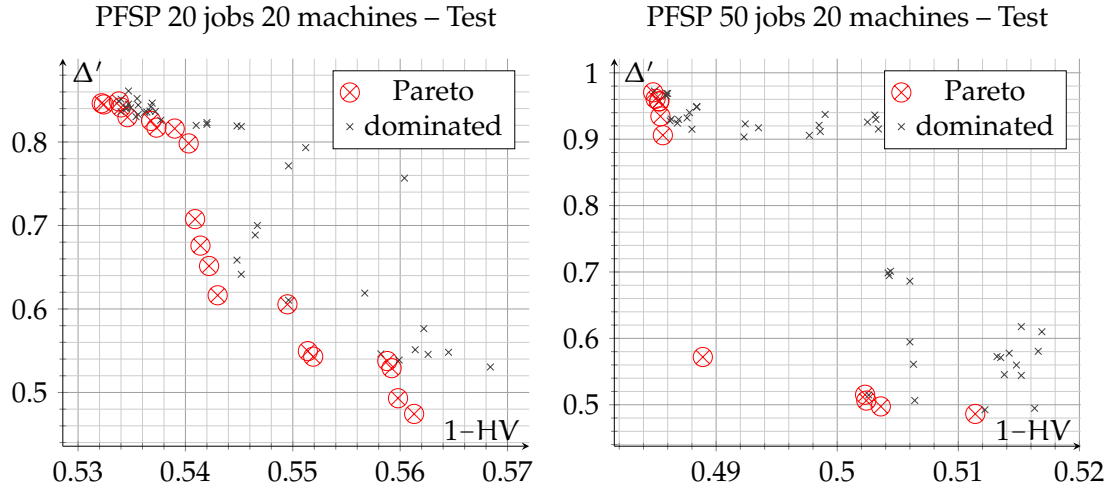 PFSP 20 jobs 20 machines – Test
Δ′
Pareto
dominated
0.8
0.7
0.6
0.5
1−HV
0.53
0.54
0.55
0.56
0.57
PFSP 50 jobs 20 machines – Test
Δ′
Pareto
dominated
1
0.9
0.8
0.7
0.6
0.5
1−HV
0.49
0.5
0.51
0.52